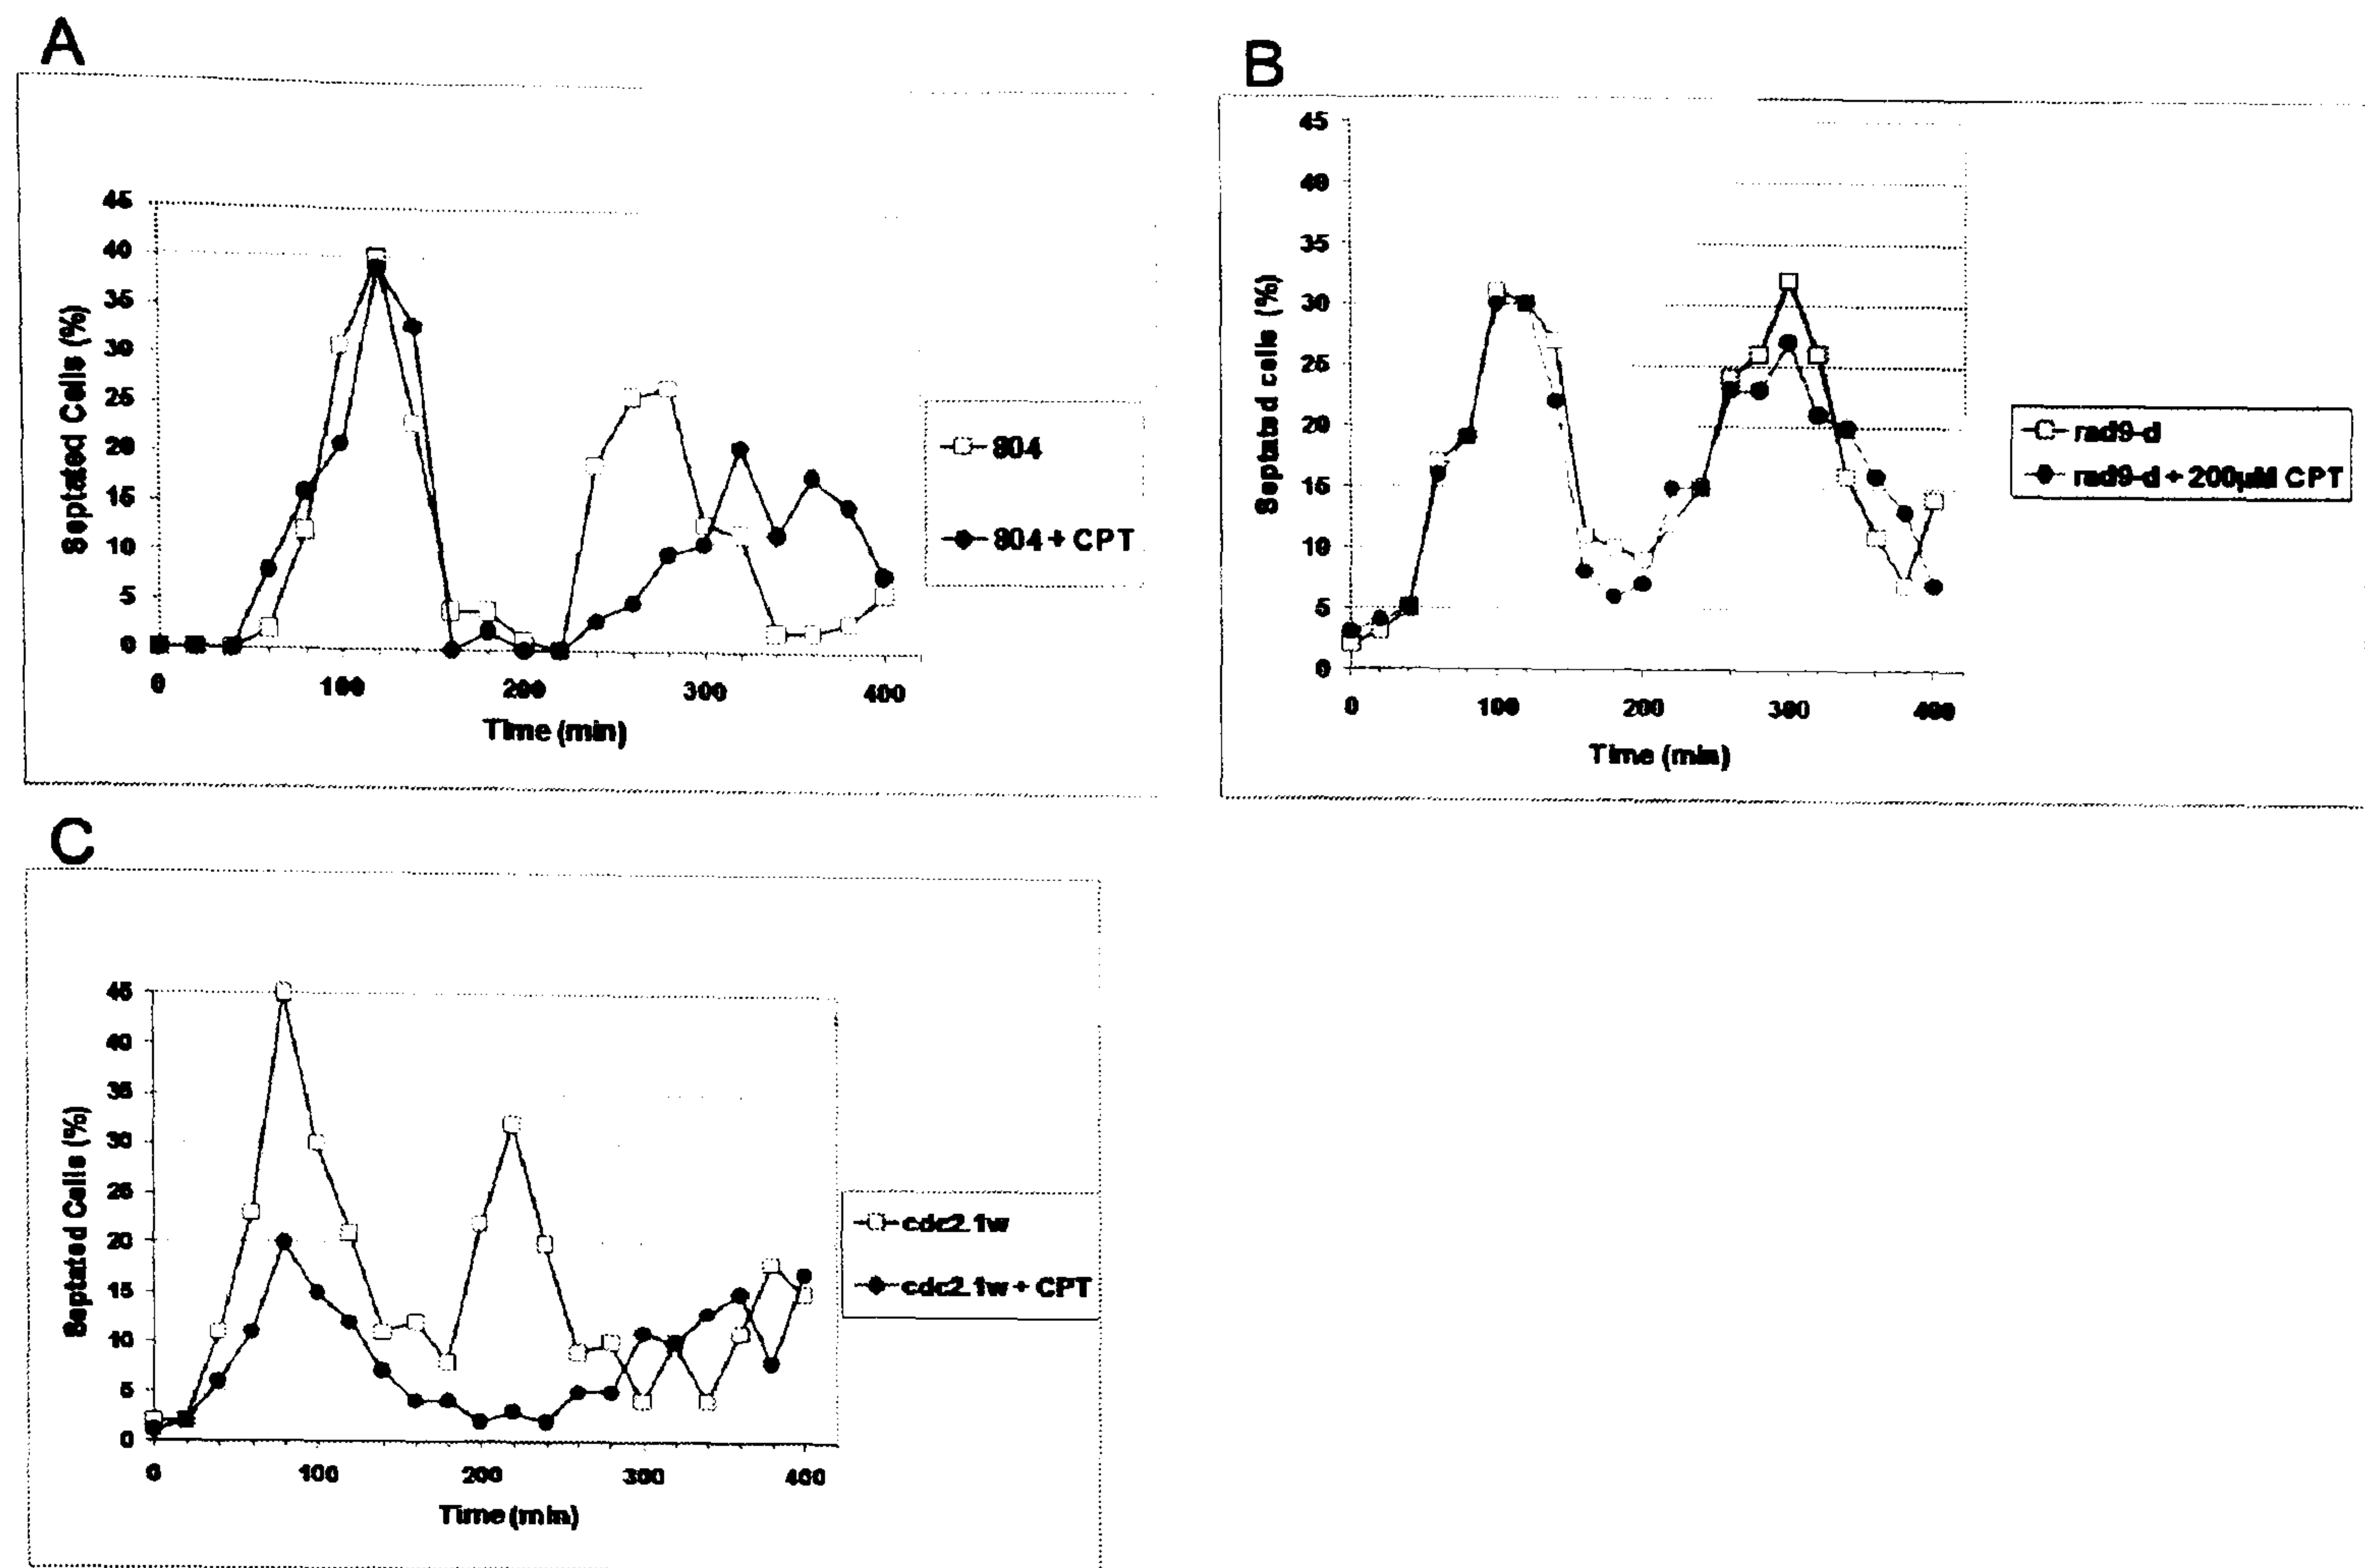 A
45
40
35
30
25
20
15
10
5
0
Septated Cells (%)
0 100 200 300 400
Time (min)
804
804 + CPT
B
45
40
35
30
25
20
15
10
5
0
Septated cells (%)
0 100 200 300 400
Time (min)
rad9-d
rad9-d + 200µM CPT
C
45
40
35
30
25
20
15
10
5
0
Septated Cells (%)
0 100 200 300 400
Time (min)
cdc2.1w
cdc2.1w + CPT